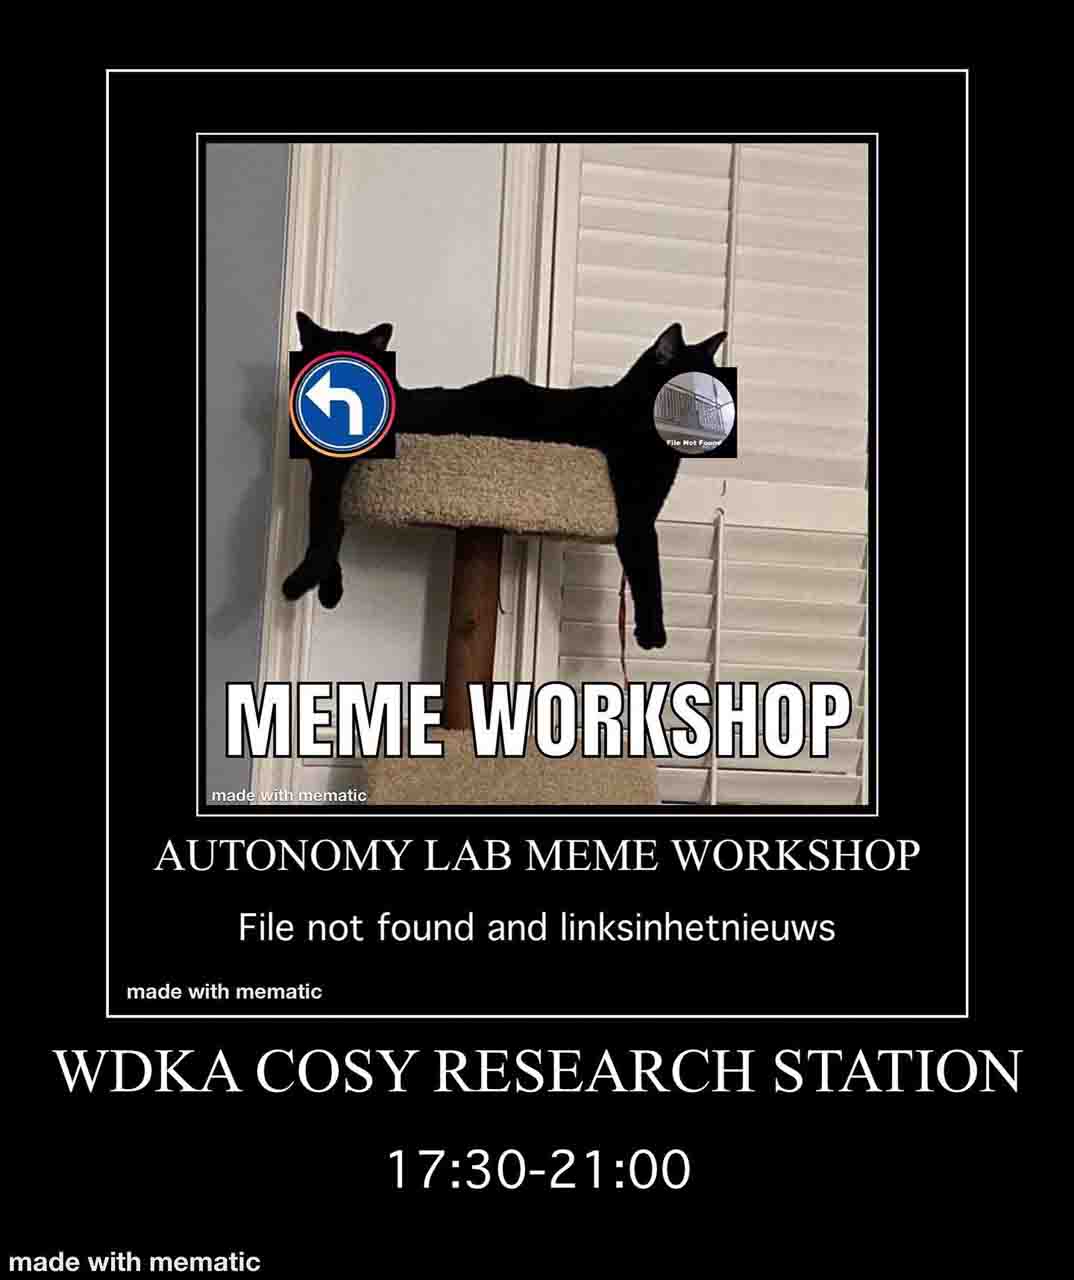 File Not Found
MEME WORKSHOP
made with mematic
AUTONOMY LAB MEME WORKSHOP
File not found and linksinhetnieuws
made with mematic
WDKA COSY RESEARCH STATION
17:30-21:00
made with mematic